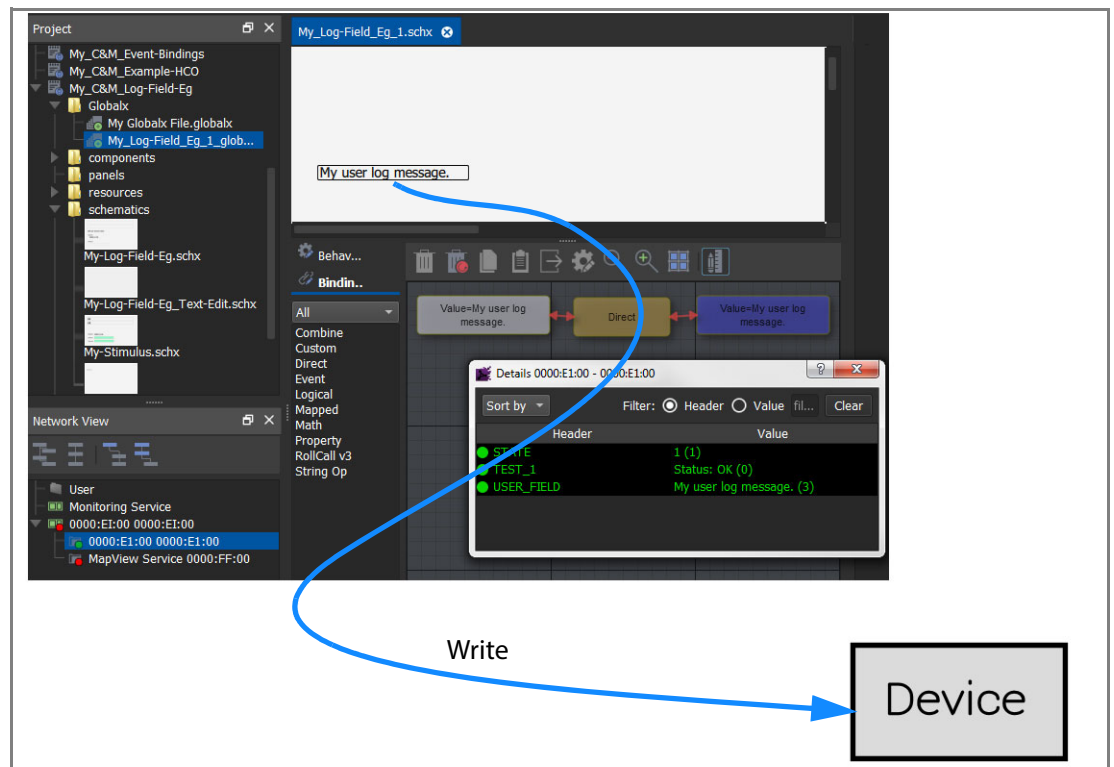 Project
My_C&M_Event-Bindings
My_C&M_Example-HCO
My_C&M_Log-Field-Eg
Globalx
My Globalx File.globalx
My_Log-Field_Eg_1_glob...
components
panels
resources
schematics
My-Log-Field-Eg.schx
My-Log-Field-Eg_Text-Edit.schx
My-Stimulus.schx
Network View
User
Monitoring Service
0000:EI:00 0000:EI:00
0000:E1:00 0000:E1:00
MapView Service 0000:FF:00
My_Log-Field_Eg_1.schx
My user log message.
Behav...
Bindin..
All
Combine
Custom
Direct
Event
Logical
Mapped
Math
Property
RollCall v3
String Op
Value=My user log
message.
Direct
Value=My user log
message.
Details 0000:E1:00 - 0000:E1:00
Sort by Filter: Header Value fil... Clear
Header Value
STATE 1 (1)
TEST_1 Status: OK (0)
USER_FIELD My user log message. (3)
Write
Device